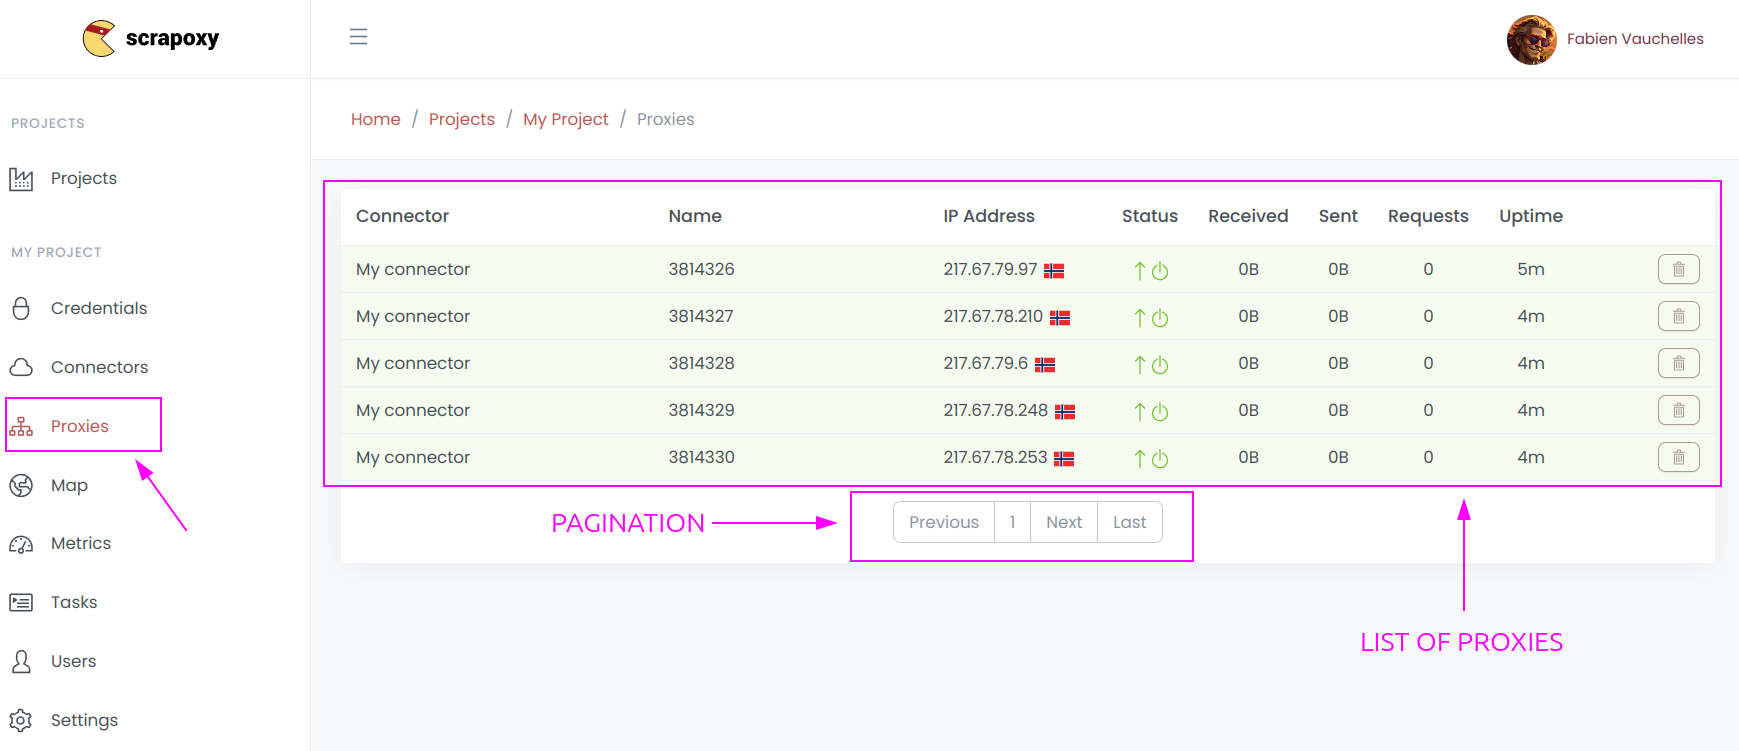 scrapoxy
Fabien Vauchelles
PROJECTS
Projects
MY PROJECT
Credentials
Connectors
Proxies
Map
Metrics
Tasks
Users
Settings
Home / Projects / My Project / Proxies
Connector Name IP Address Status Received Sent Requests Uptime
My connector 3814326 217.67.79.97 0B 0B 0 5m
My connector 3814327 217.67.78.210 0B 0B 0 4m
My connector 3814328 217.67.79.6 0B 0B 0 4m
My connector 3814329 217.67.78.248 0B 0B 0 4m
My connector 3814330 217.67.78.253 0B 0B 0 4m
PAGINATION
Previous 1 Next Last
LIST OF PROXIES